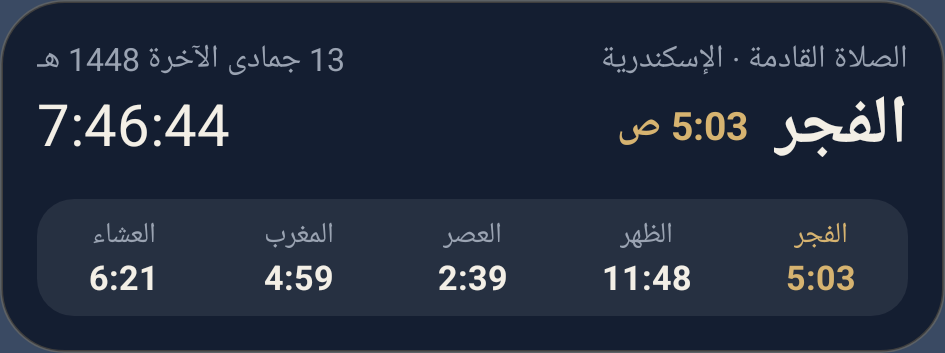 الصلاة القادمة · الإسكندرية
13 جمادى الآخرة 1448 هـ
الفجر 5:03 ص
7:46:44
الفجر الظهر العصر المغرب العشاء
5:03 11:48 2:39 4:59 6:21